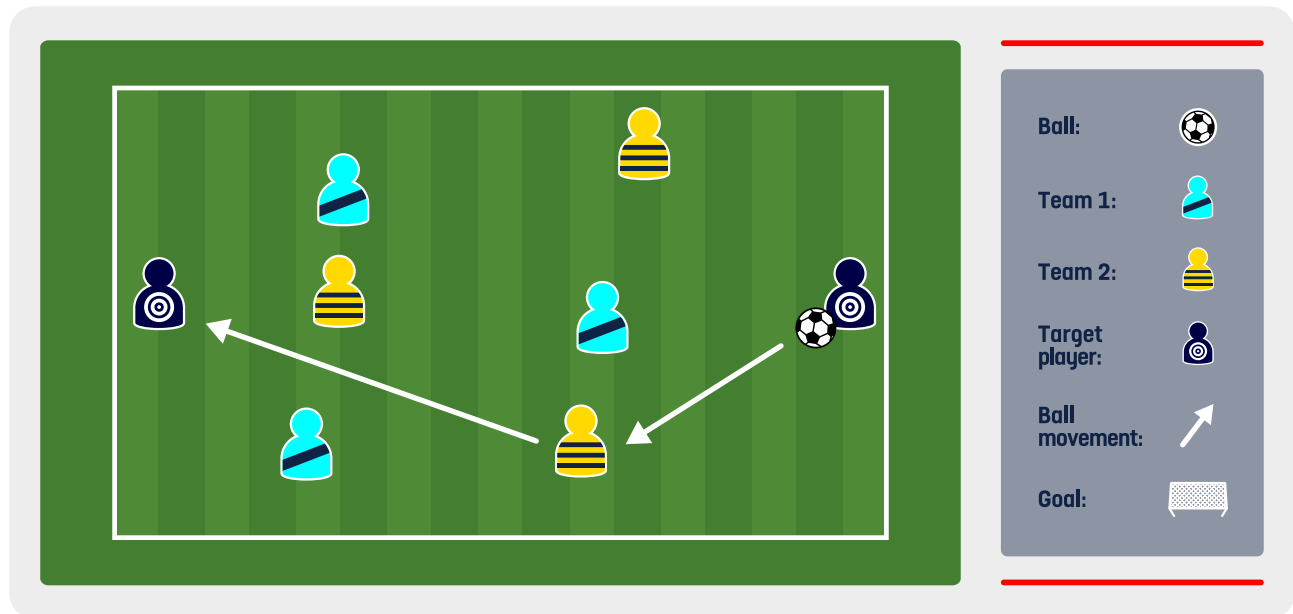 Ball:
Team 1:
Team 2:
Target
player:
Ball
movement:
Goal: